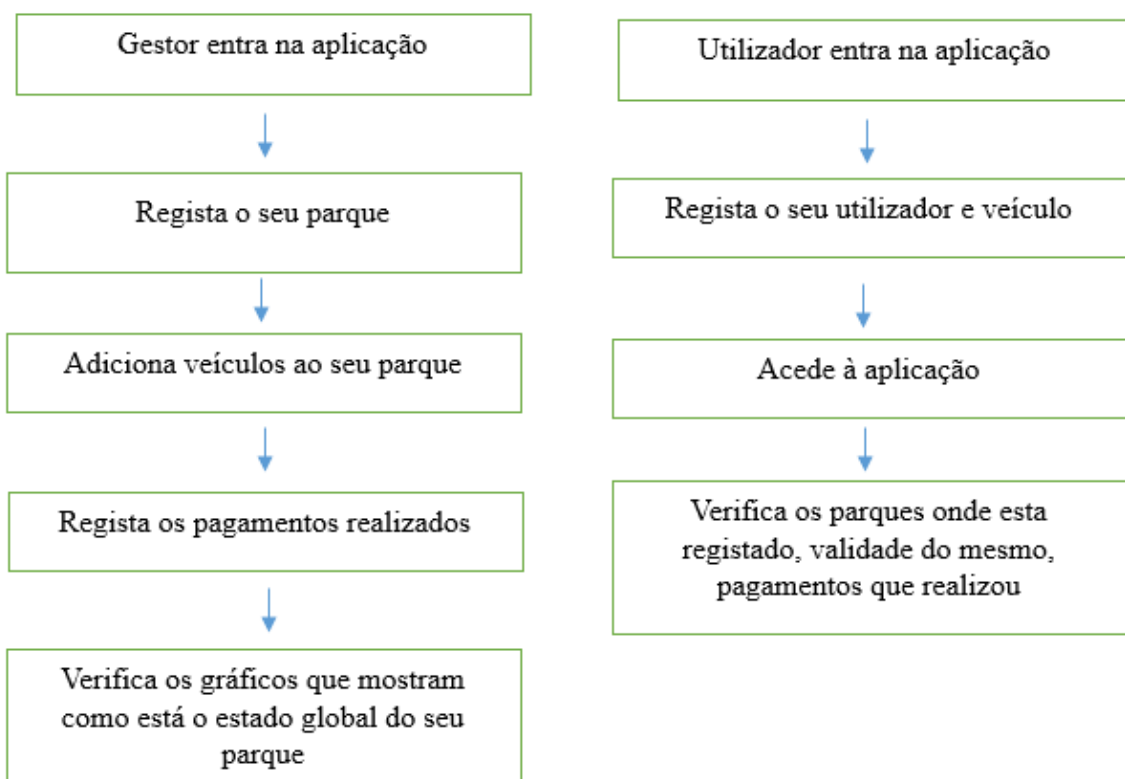 Gestor entra na aplicação
Regista o seu parque
Adiciona veículos ao seu parque
Regista os pagamentos realizados
Verifica os gráficos que mostram
como está o estado global do seu
parque
Utilizador entra na aplicação
Regista o seu utilizador e veículo
Acede à aplicação
Verifica os parques onde esta
registado, validade do mesmo,
pagamentos que realizou